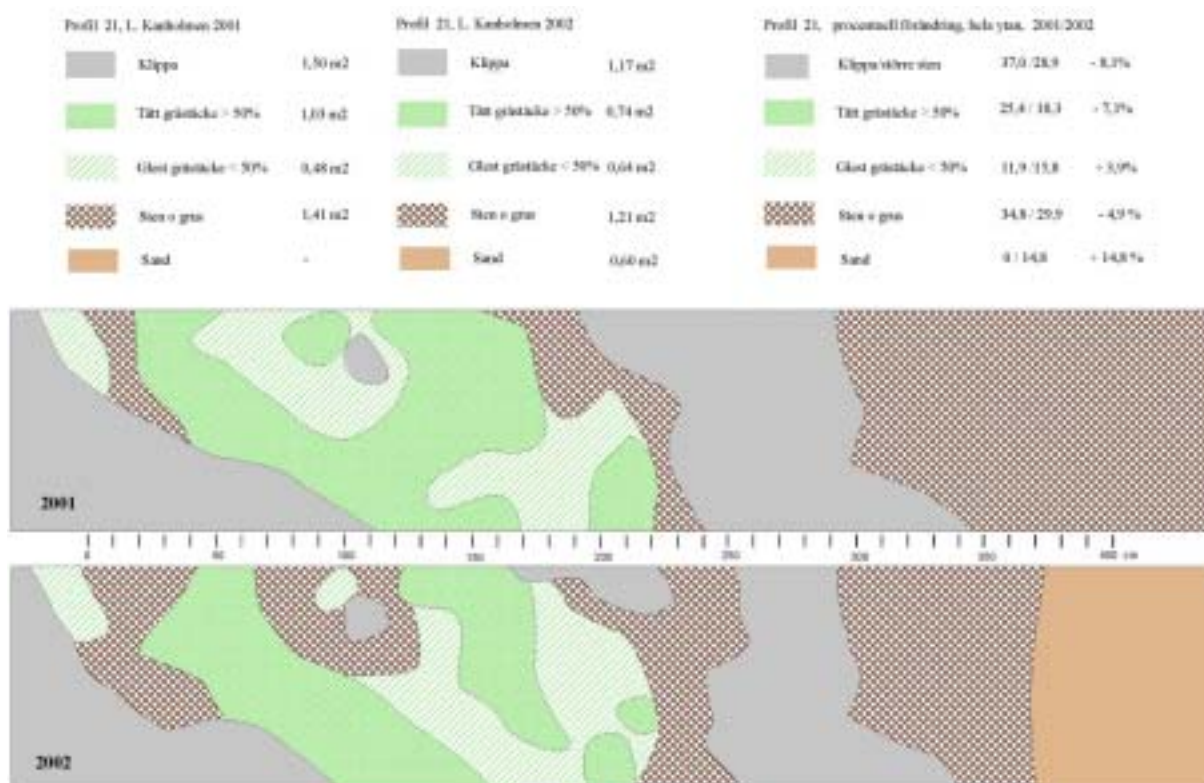 Profil 21, L. Kanholmen 2001
Klippa 1,50 m2
Tätt grästäcke > 50% 1,03 m2
Glest grästäcke < 50% 0,48 m2
Sten o grus 1,41 m2
Sand -
Profil 21, L. Kanholmen 2002
Klippa 1,17 m2
Tätt grästäcke > 50% 0,74 m2
Glest grästäcke < 50% 0,64 m2
Sten o grus 1,21 m2
Sand 0,60 m2
Profil 21, procentuell förändring, hela ytan, 2001/2002
Klippa/större sten 37,0 /28,9 - 8,1%
Tätt grästäcke > 50% 25,4 / 18,3 - 7,1%
Glest grästäcke < 50% 11,9 /15,8 + 3,9%
Sten o grus 34,8 / 29,9 - 4,9 %
Sand 0 / 14,8 + 14,8 %
2001
0 50 100 150 200 250 300 350 400 cm
2002